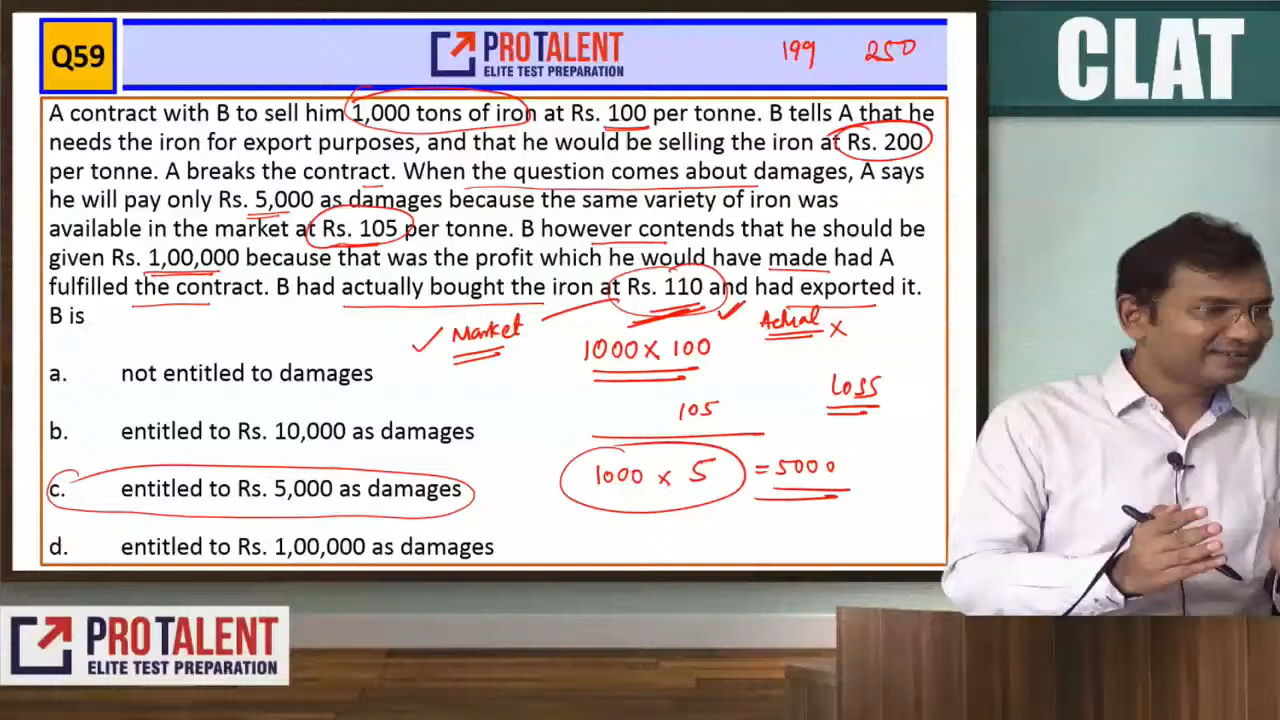 Q59
PROTALENT
ELITE TEST PREPARATION
199 250
CLAT
A contract with B to sell him 1,000 tons of iron at Rs. 100 per tonne. B tells A that he
needs the iron for export purposes, and that he would be selling the iron at Rs. 200
per tonne. A breaks the contract. When the question comes about damages, A says
he will pay only Rs. 5,000 as damages because the same variety of iron was
available in the market at Rs. 105 per tonne. B however contends that he should be
given Rs. 1,00,000 because that was the profit which he would have made had A
fulfilled the contract. B had actually bought the iron at Rs. 110 and had exported it.
B is
Market
Actual x
1000 x 100
a. not entitled to damages
Loss
105
b. entitled to Rs. 10,000 as damages
1000 x 5 = 5000
c. entitled to Rs. 5,000 as damages
d. entitled to Rs. 1,00,000 as damages
PROTALENT
ELITE TEST PREPARATION